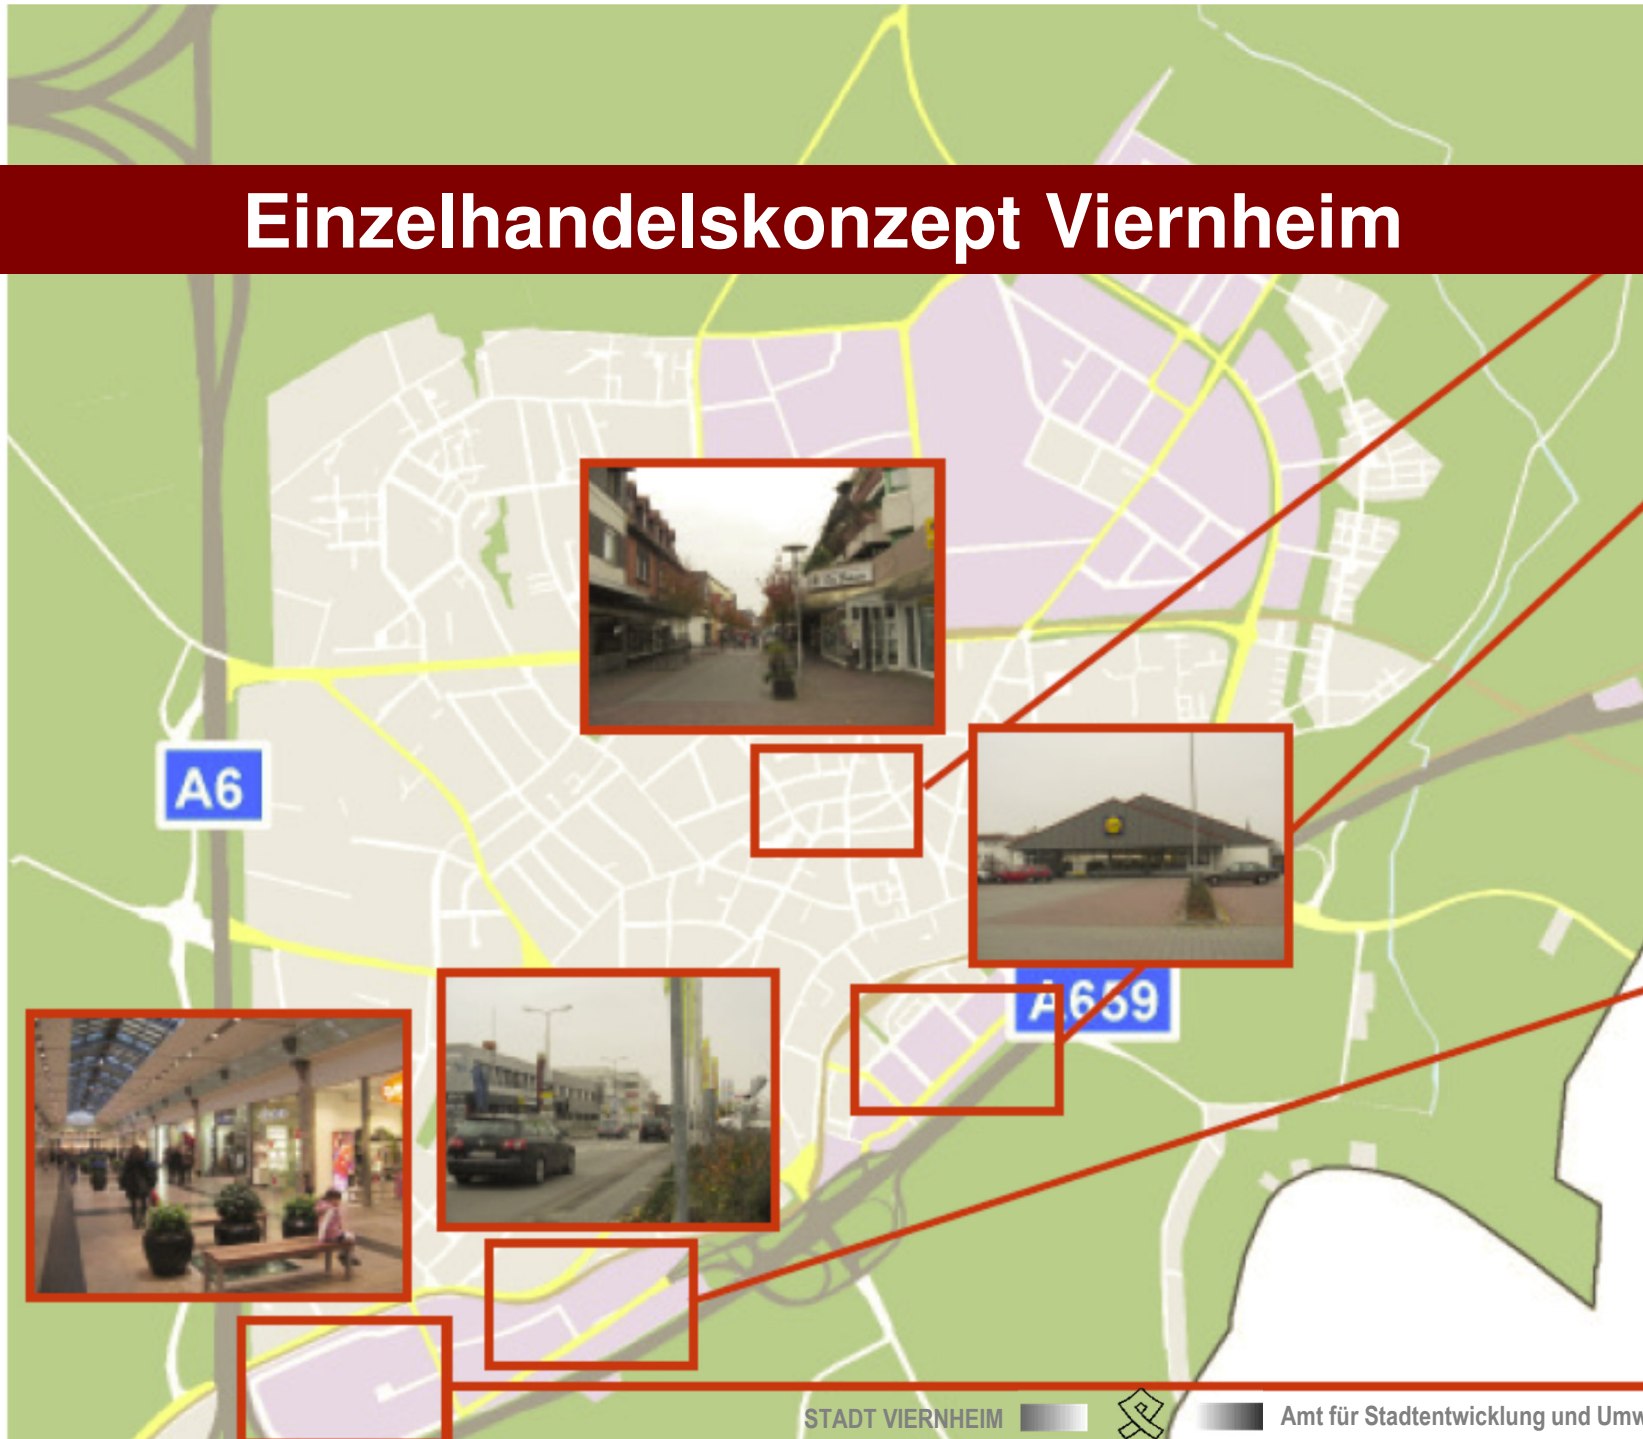 Einzelhandelskonzept Viernheim
A6
A659
STADT VIERNHEIM
Amt für Stadtentwicklung und Umw